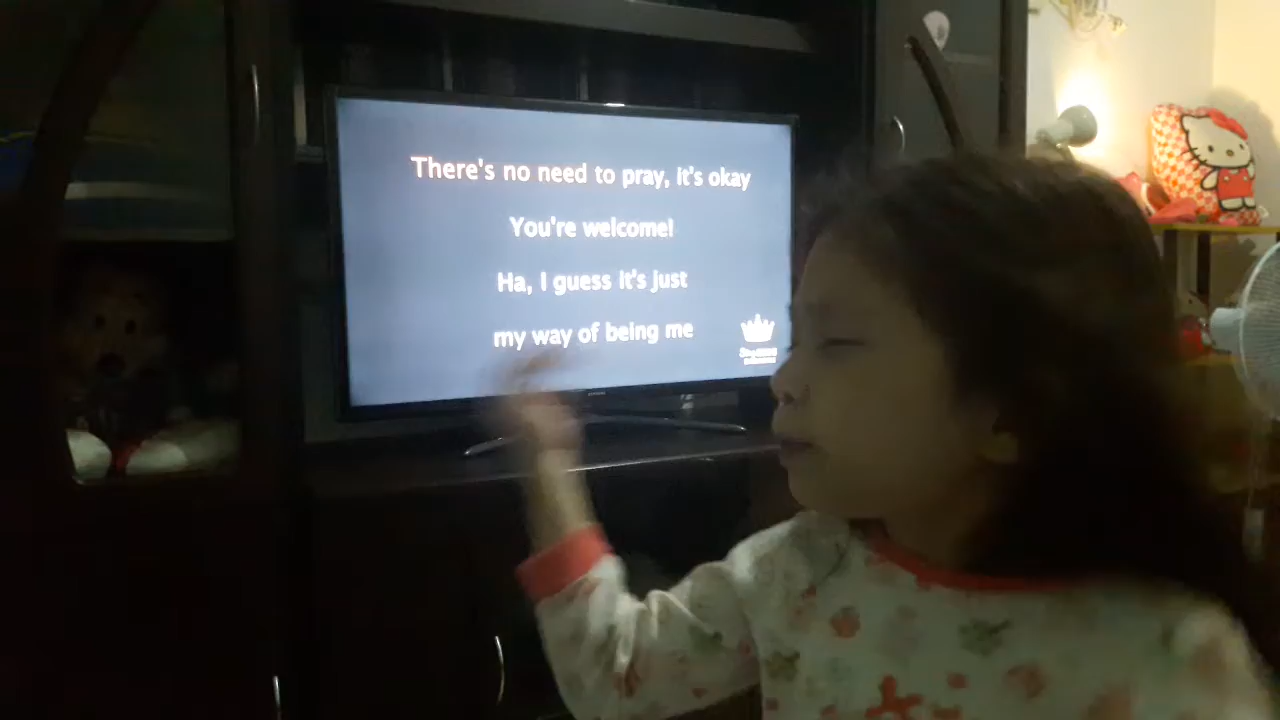 There's no need to pray, it's okay
You're welcome!
Ha, I guess it's just
my way of being me